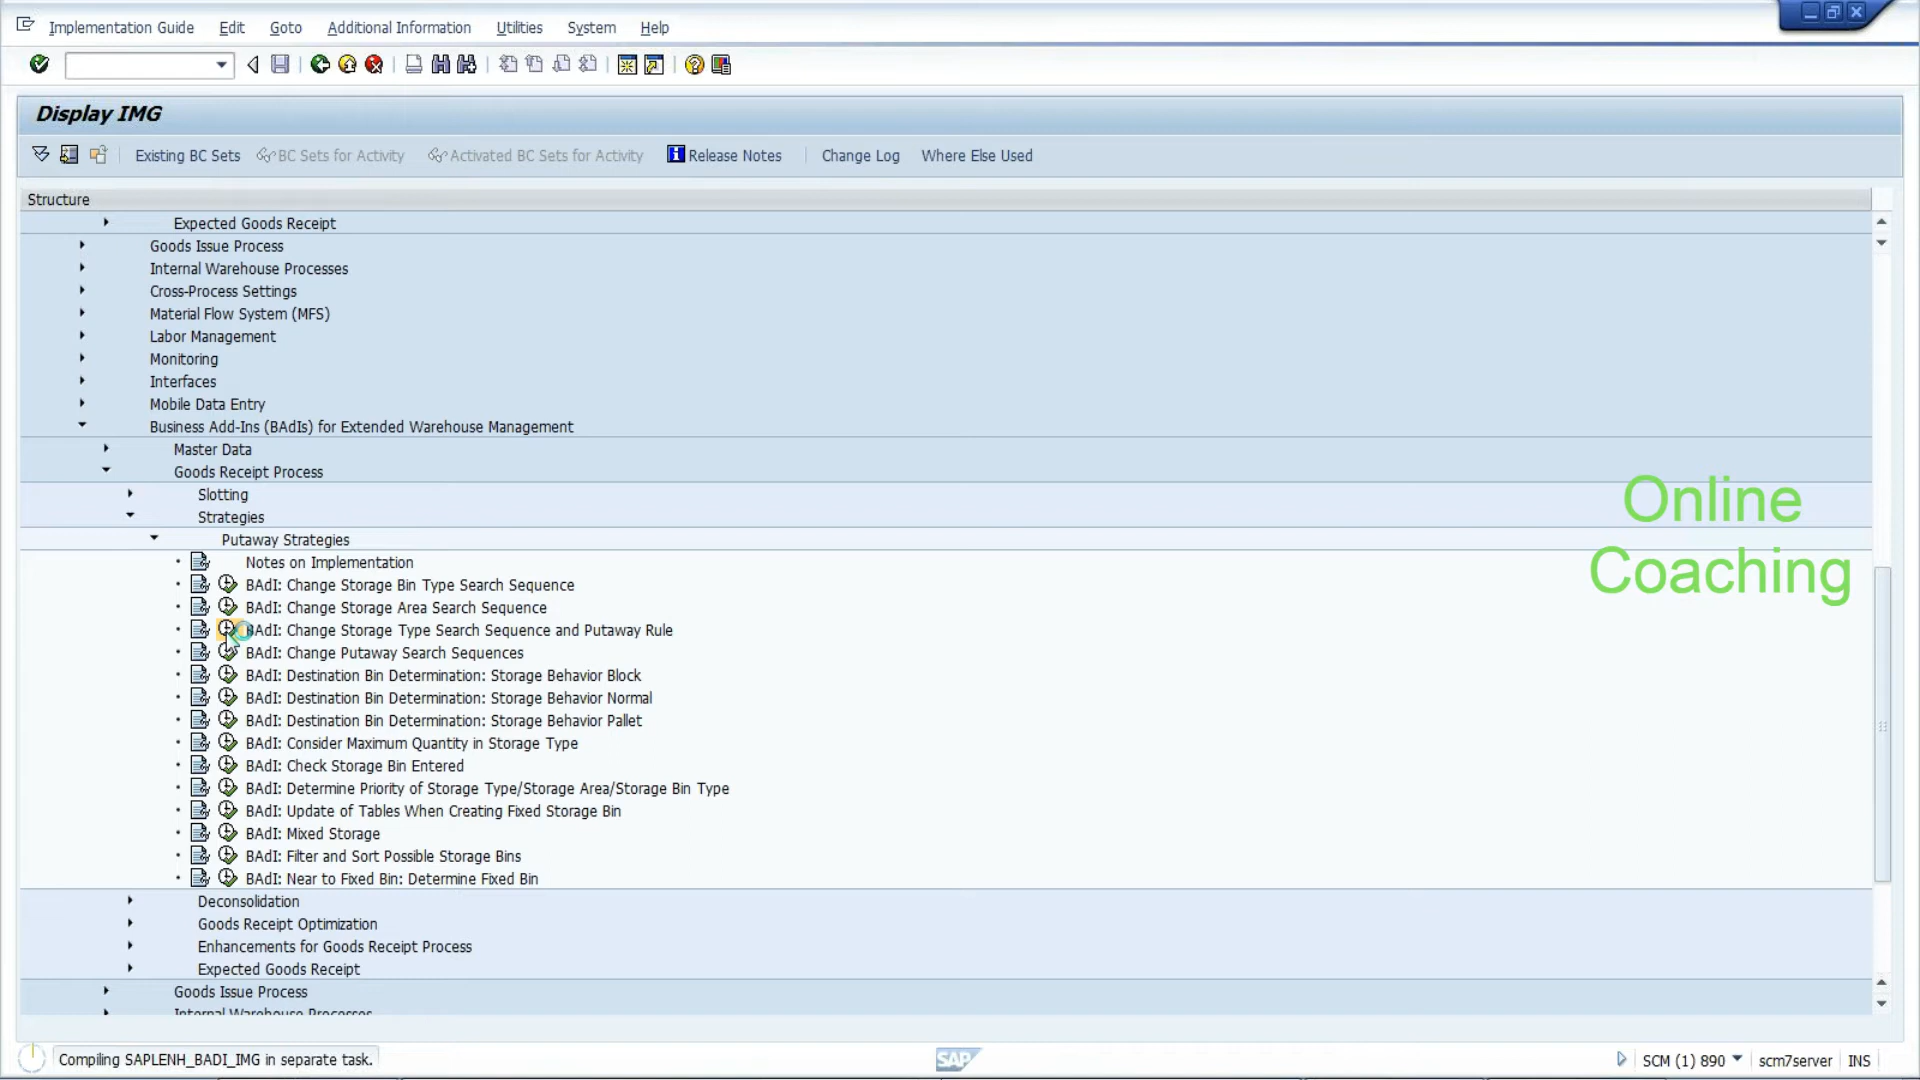 Implementation Guide Edit Goto Additional Information Utilities System Help
Display IMG
Existing BC Sets BC Sets for Activity Activated BC Sets for Activity Release Notes Change Log Where Else Used
Structure
Expected Goods Receipt
Goods Issue Process
Internal Warehouse Processes
Cross-Process Settings
Material Flow System (MFS)
Labor Management
Monitoring
Interfaces
Mobile Data Entry
Business Add-Ins (BAdIs) for Extended Warehouse Management
Master Data
Goods Receipt Process
Slotting
Strategies
Putaway Strategies
Notes on Implementation
BAdI: Change Storage Bin Type Search Sequence
BAdI: Change Storage Area Search Sequence
BAdI: Change Storage Type Search Sequence and Putaway Rule
BAdI: Change Putaway Search Sequences
BAdI: Destination Bin Determination: Storage Behavior Block
BAdI: Destination Bin Determination: Storage Behavior Normal
BAdI: Destination Bin Determination: Storage Behavior Pallet
BAdI: Consider Maximum Quantity in Storage Type
BAdI: Check Storage Bin Entered
BAdI: Determine Priority of Storage Type/Storage Area/Storage Bin Type
BAdI: Update of Tables When Creating Fixed Storage Bin
BAdI: Mixed Storage
BAdI: Filter and Sort Possible Storage Bins
BAdI: Near to Fixed Bin: Determine Fixed Bin
Deconsolidation
Goods Receipt Optimization
Enhancements for Goods Receipt Process
Expected Goods Receipt
Goods Issue Process
Internal Warehouse Processes
Online
Coaching
Compiling SAPLENH_BADI_IMG in separate task. SAP SCM (1) 890 scm7server INS